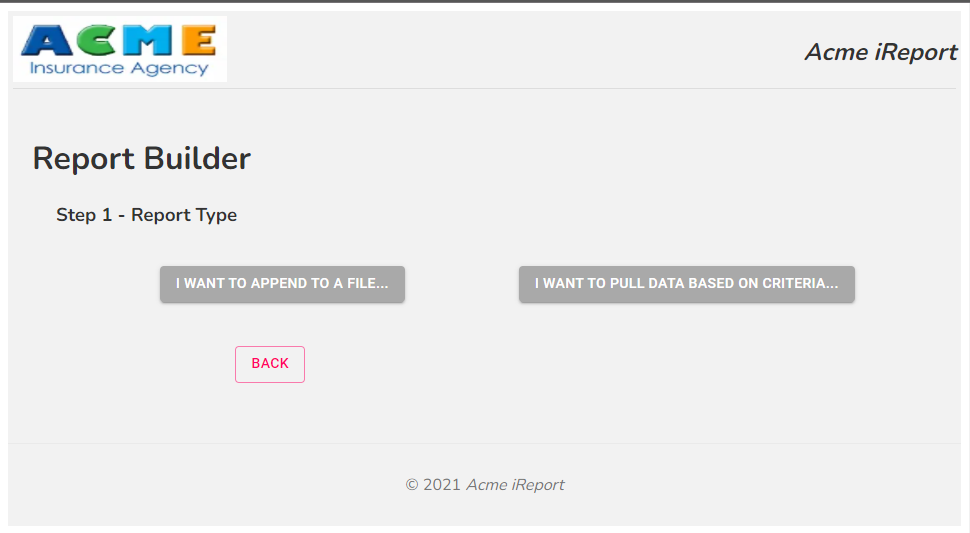 ACME
Insurance Agency
Acme iReport
Report Builder
Step 1 - Report Type
I WANT TO APPEND TO A FILE...
I WANT TO PULL DATA BASED ON CRITERIA...
BACK
© 2021 Acme iReport